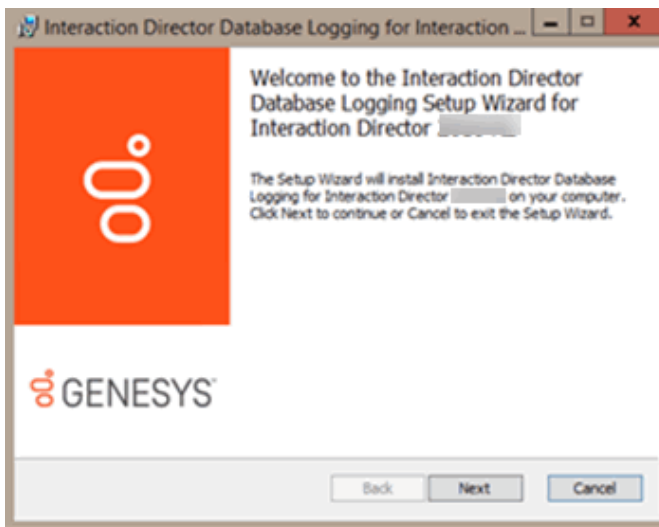 Interaction Director Database Logging for Interaction ...
Welcome to the Interaction Director
Database Logging Setup Wizard for
Interaction Director
The Setup Wizard will install Interaction Director Database
Logging for Interaction Director on your computer.
Click Next to continue or Cancel to exit the Setup Wizard.
GENESYS™
Back Next Cancel